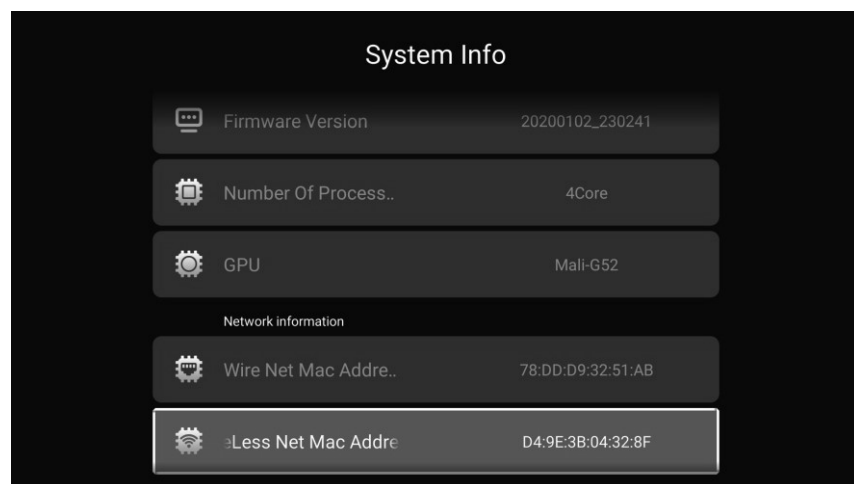 System Info
Firmware Version 20200102_230241
Number Of Process.. 4Core
GPU Mali-G52
Network information
Wire Net Mac Addre.. 78:DD:D9:32:51:AB
eLess Net Mac Addre D4:9E:3B:04:32:8F